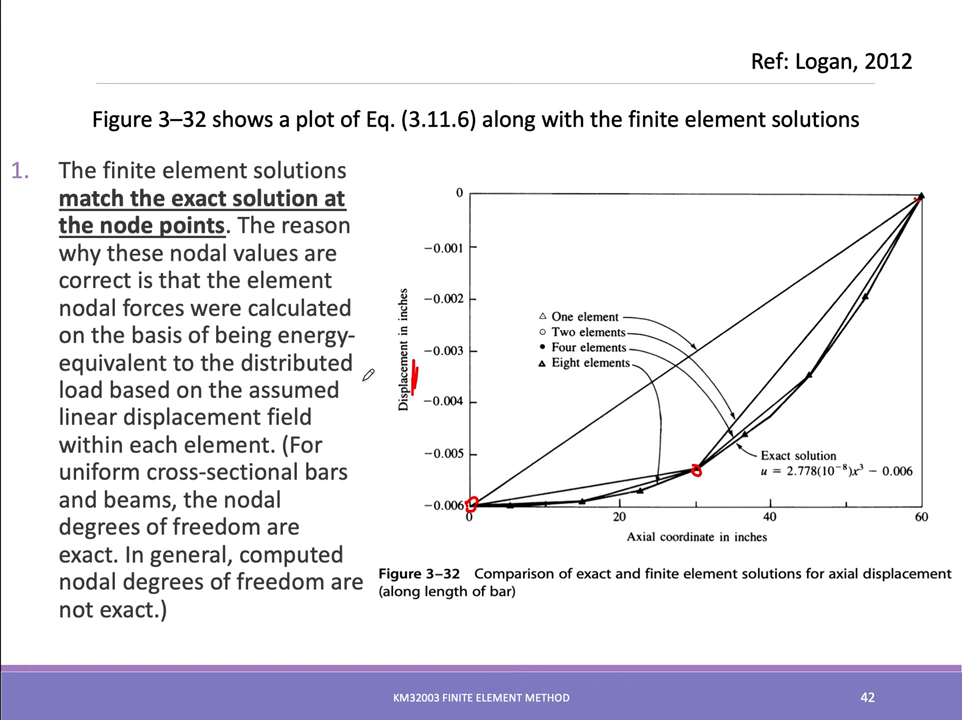 Ref: Logan, 2012
Figure 3–32 shows a plot of Eq. (3.11.6) along with the finite element solutions
1. The finite element solutions
match the exact solution at
the node points. The reason
why these nodal values are
correct is that the element
nodal forces were calculated
on the basis of being energy-
equivalent to the distributed
load based on the assumed
linear displacement field
within each element. (For
uniform cross-sectional bars
and beams, the nodal
degrees of freedom are
exact. In general, computed
nodal degrees of freedom are
not exact.)
0
−0.001
−0.002
−0.003
−0.004
−0.005
−0.006
Displacement in inches
One element
Two elements
Four elements
Eight elements
Exact solution
u = 2.778(10⁻⁸)x³ − 0.006
0
20
40
60
Axial coordinate in inches
Figure 3–32 Comparison of exact and finite element solutions for axial displacement
(along length of bar)
KM32003 FINITE ELEMENT METHOD
42